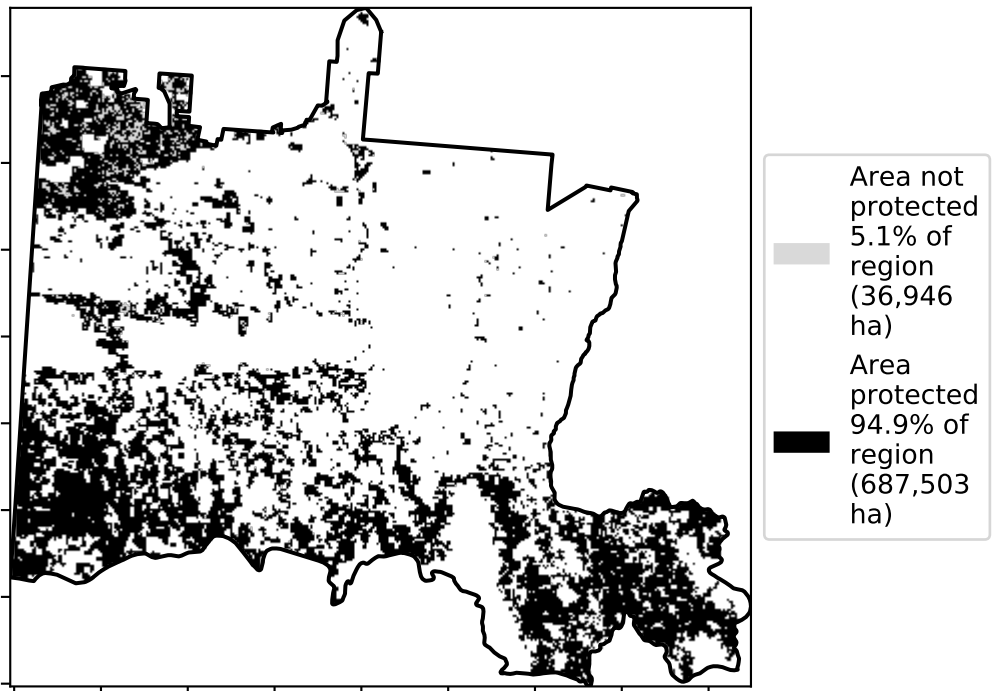 Area not
protected
5.1% of
region
(36,946
ha)
Area
protected
94.9% of
region
(687,503
ha)